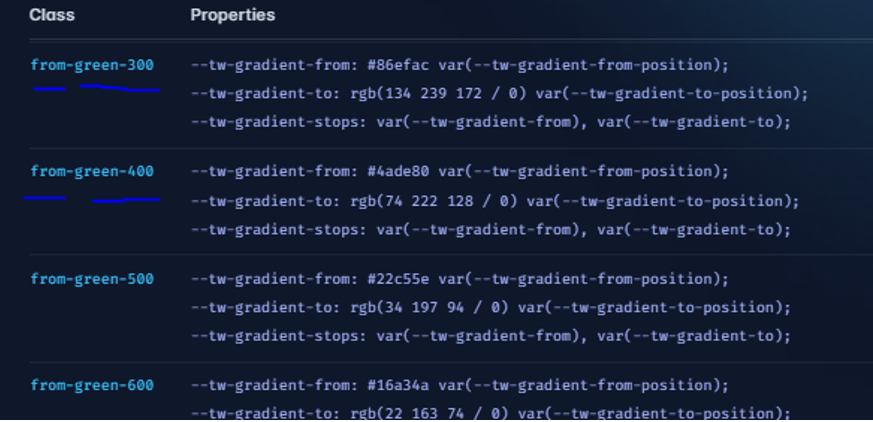 Class Properties
from-green-300 --tw-gradient-from: #86efac var(--tw-gradient-from-position);
--tw-gradient-to: rgb(134 239 172 / 0) var(--tw-gradient-to-position);
--tw-gradient-stops: var(--tw-gradient-from), var(--tw-gradient-to);
from-green-400 --tw-gradient-from: #4ade80 var(--tw-gradient-from-position);
--tw-gradient-to: rgb(74 222 128 / 0) var(--tw-gradient-to-position);
--tw-gradient-stops: var(--tw-gradient-from), var(--tw-gradient-to);
from-green-500 --tw-gradient-from: #22c55e var(--tw-gradient-from-position);
--tw-gradient-to: rgb(34 197 94 / 0) var(--tw-gradient-to-position);
--tw-gradient-stops: var(--tw-gradient-from), var(--tw-gradient-to);
from-green-600 --tw-gradient-from: #16a34a var(--tw-gradient-from-position);
--tw-gradient-to: rgb(22 163 74 / 0) var(--tw-gradient-to-position);